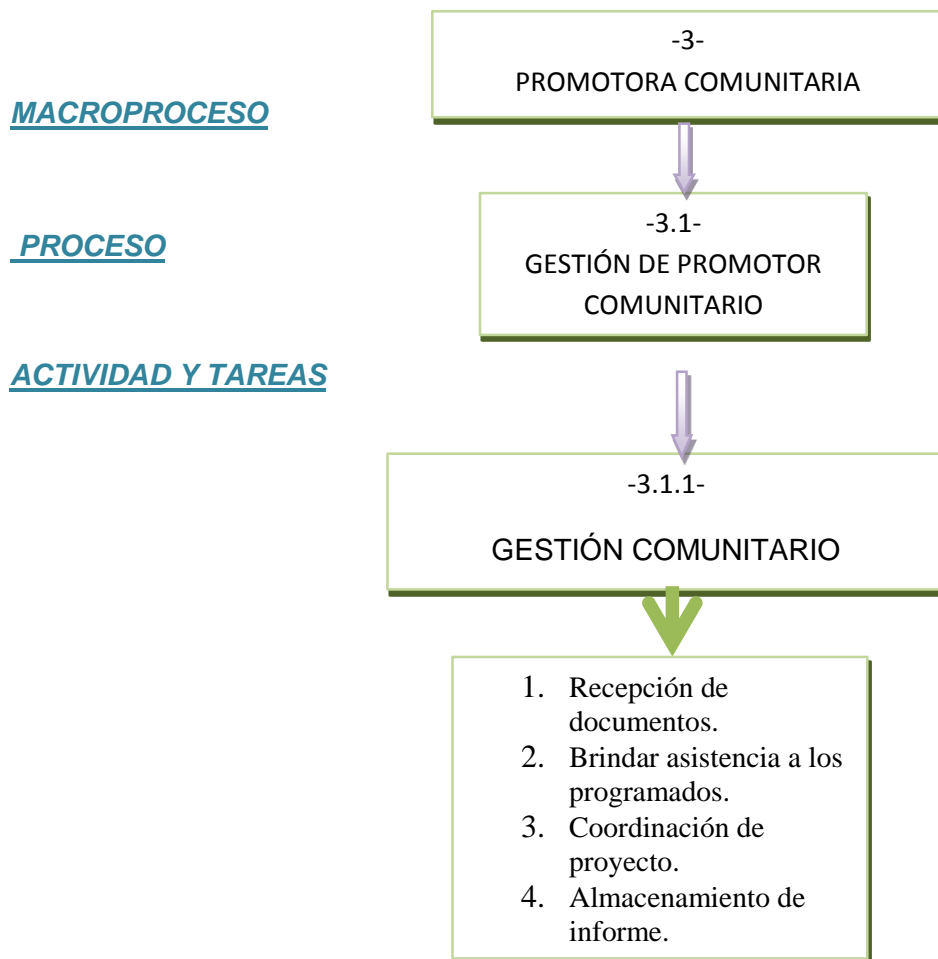 -3-
PROMOTORA COMUNITARIA
MACROPROCESO
-3.1-
GESTIÓN DE PROMOTOR
COMUNITARIO
PROCESO
ACTIVIDAD Y TAREAS
-3.1.1-
GESTIÓN COMUNITARIO
1. Recepción de
documentos.
2. Brindar asistencia a los
programados.
3. Coordinación de
proyecto.
4. Almacenamiento de
informe.